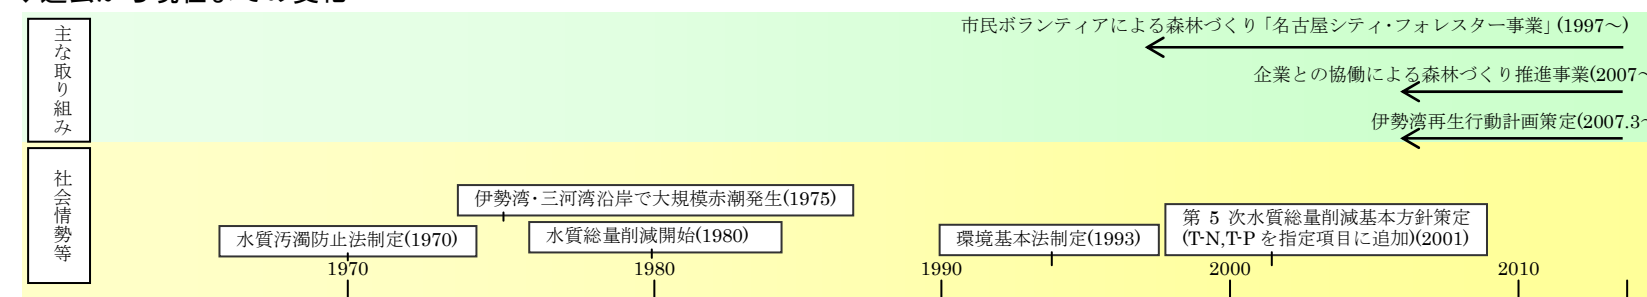 主な取り組み
市民ボランティアによる森林づくり「名古屋シティ・フォレスター事業」(1997～)
企業との協働による森林づくり推進事業(2007～
伊勢湾再生行動計画策定(2007.3～
社会情勢等
伊勢湾・三河湾沿岸で大規模赤潮発生(1975)
水質汚濁防止法制定(1970)
水質総量削減開始(1980)
環境基本法制定(1993)
第 5 次水質総量削減基本方針策定
(T-N,T-P を指定項目に追加)(2001)
1970
1980
1990
2000
2010